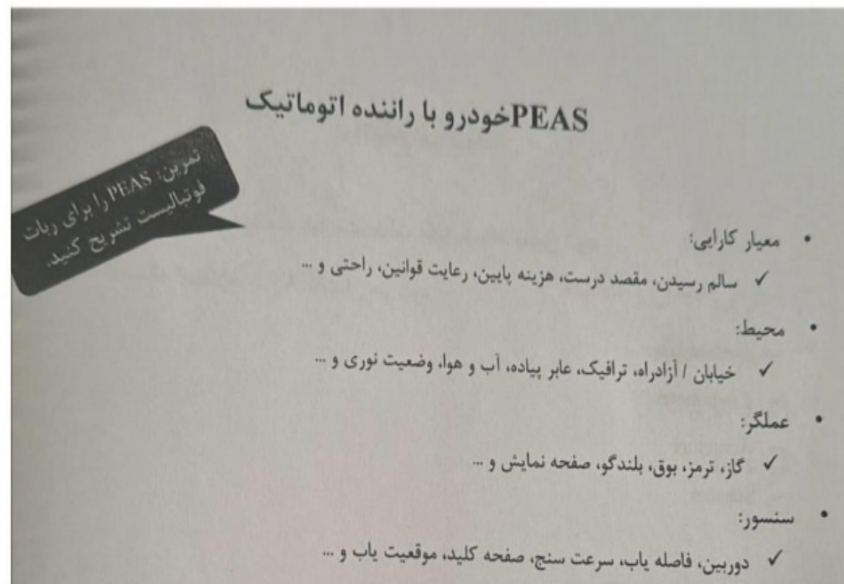 PEAS خودرو با راننده اتوماتیک
تمرین: PEAS را برای ربات
فوتبالیست تشریح کنید.
• معیار کارایی:
✓ سالم رسیدن، مقصد درست، هزینه پایین، رعایت قوانین، راحتی و ...
• محیط:
✓ خیابان / آزادراه، ترافیک، عابر پیاده، آب و هوا، وضعیت نوری و ...
• عملگر:
✓ گاز، ترمز، بوق، بلندگو، صفحه نمایش و ...
• سنسور:
✓ دوربین، فاصله یاب، سرعت سنج، صفحه کلید، موقعیت یاب و ...